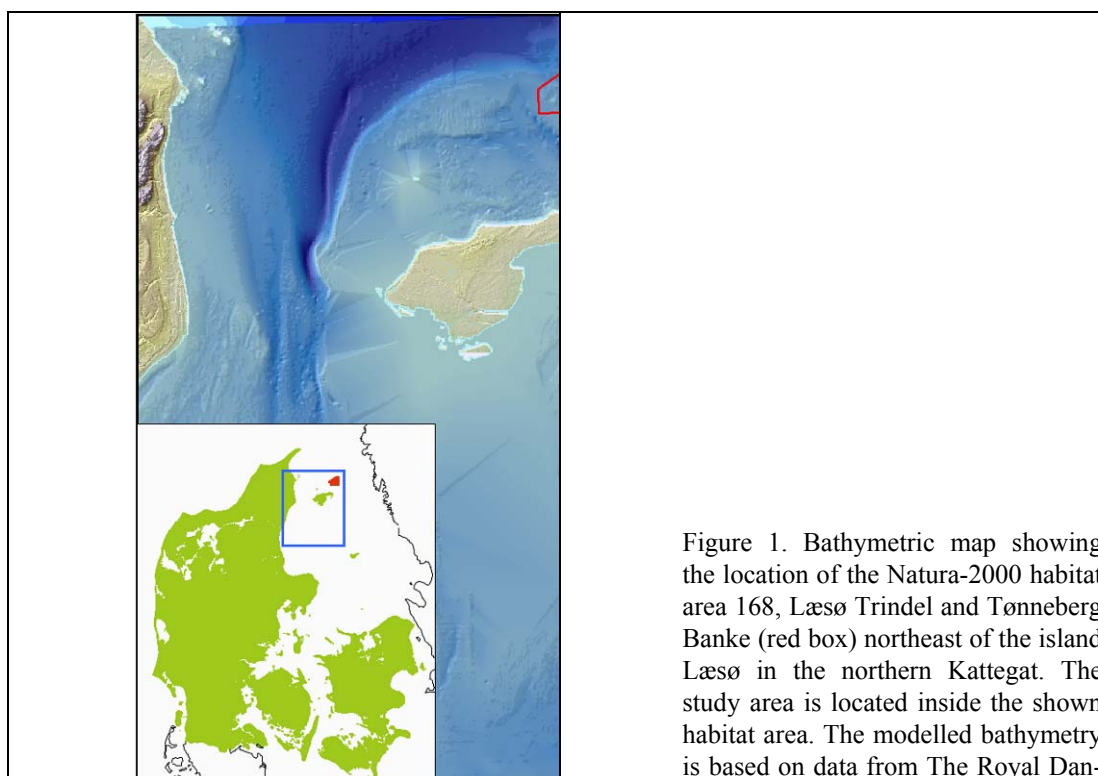 Figure 1. Bathymetric map showing
the location of the Natura-2000 habitat
area 168, Læsø Trindel and Tønneberg
Banke (red box) northeast of the island
Læsø in the northern Kattegat. The
study area is located inside the shown
habitat area. The modelled bathymetry
is based on data from The Royal Dan-